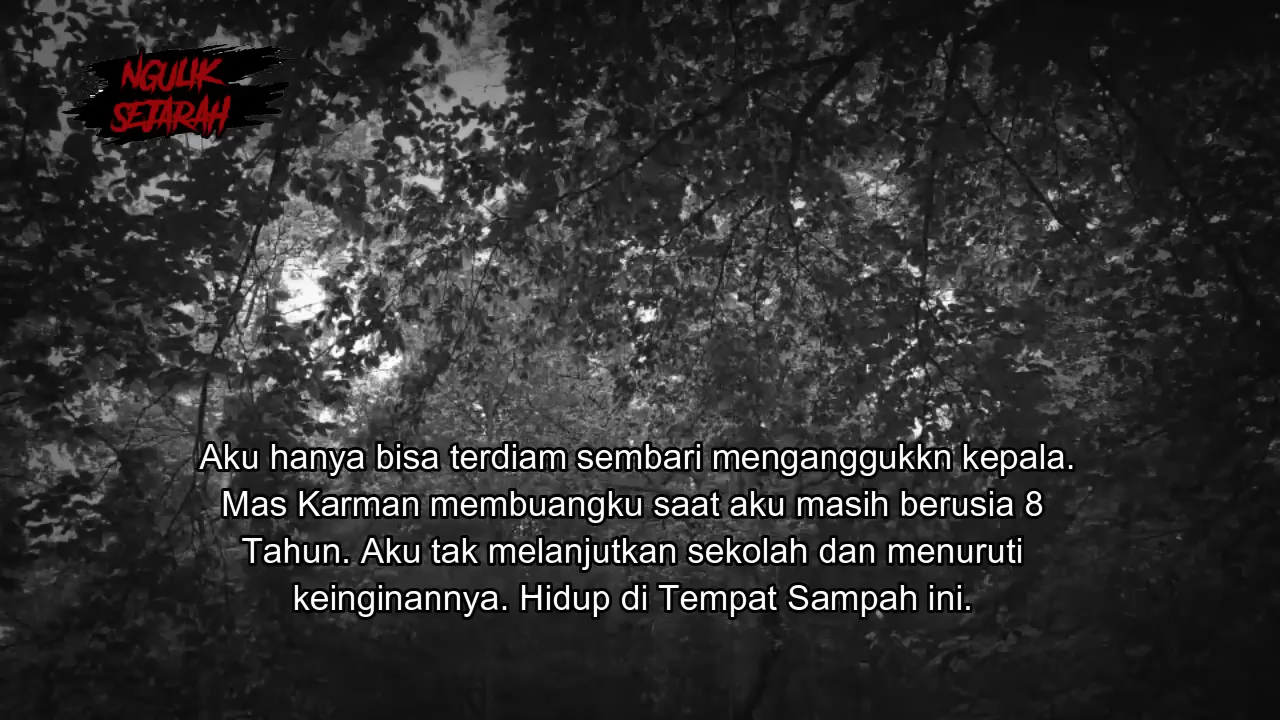 NGULIK
SEJARAH
Aku hanya bisa terdiam sembari menganggukkn kepala.
Mas Karman membuangku saat aku masih berusia 8
Tahun. Aku tak melanjutkan sekolah dan menuruti
keinginannya. Hidup di Tempat Sampah ini.